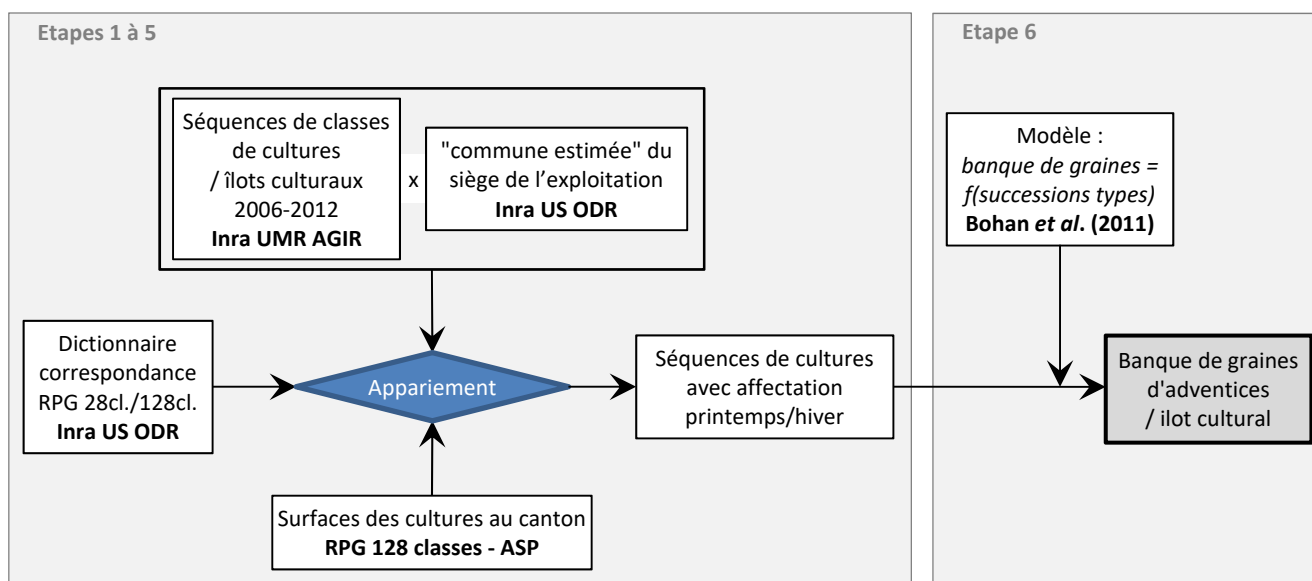 Etapes 1 à 5
Séquences de classes
de cultures
/ îlots culturaux
2006-2012
Inra UMR AGIR
x
"commune estimée" du
siège de l'exploitation
Inra US ODR
Dictionnaire
correspondance
RPG 28cl./128cl.
Inra US ODR
Appariement
Séquences de cultures
avec affectation
printemps/hiver
Surfaces des cultures au canton
RPG 128 classes - ASP
Etape 6
Modèle :
banque de graines =
f(successions types)
Bohan et al. (2011)
Banque de graines
d'adventices
/ ilot cultural